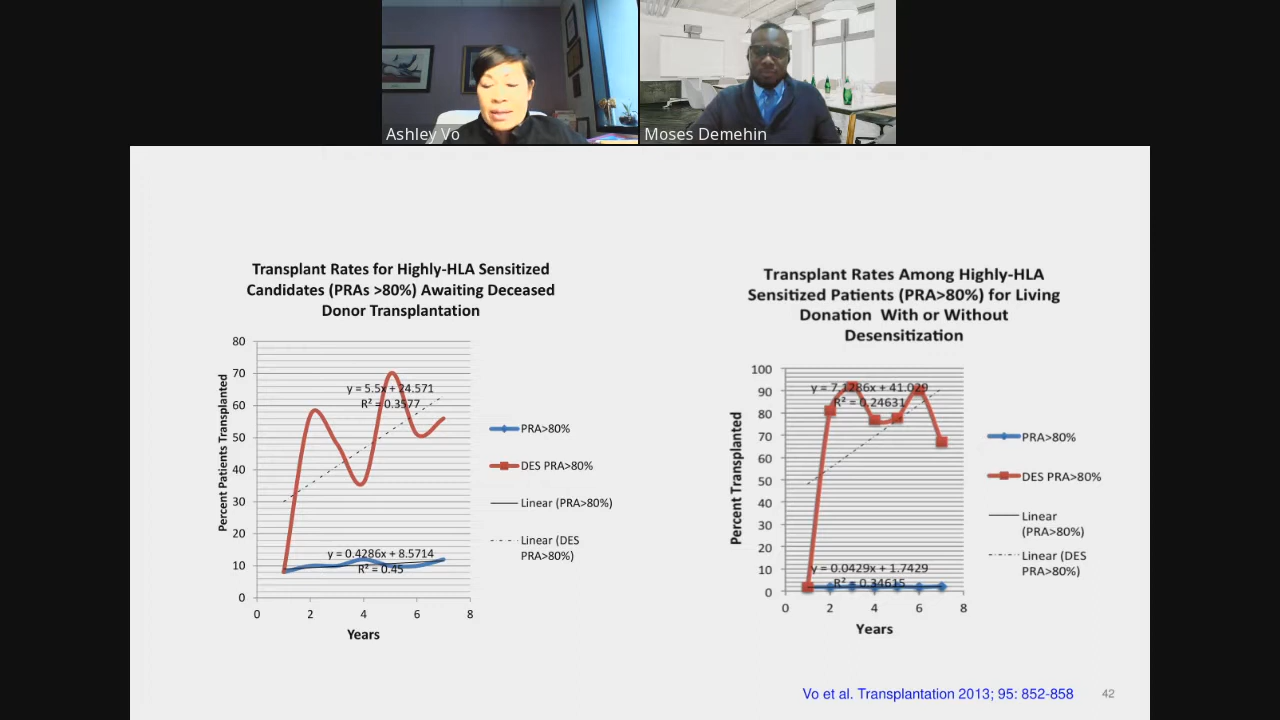 Ashley Vo
Moses Demehin
Transplant Rates for Highly-HLA Sensitized
Candidates (PRAs >80%) Awaiting Deceased
Donor Transplantation
80
70
60
50
40
30
20
10
0
Percent Patients Transplanted
y = 5.5x + 24.571
R² = 0.3577
y = 0.4286x + 8.5714
R² = 0.45
0 2 4 6 8
Years
PRA>80%
DES PRA>80%
Linear (PRA>80%)
Linear (DES
PRA>80%)
Transplant Rates Among Highly-HLA
Sensitized Patients (PRA>80%) for Living
Donation With or Without
Desensitization
100
90
80
70
60
50
40
30
20
10
0
Percent Transplanted
y = 7.1286x + 41.029
R² = 0.24631
y = 0.0429x + 1.7429
R² = 0.34615
0 2 4 6 8
Years
PRA>80%
DES PRA>80%
Linear
(PRA>80%)
Linear (DES
PRA>80%)
Vo et al. Transplantation 2013; 95: 852-858
42